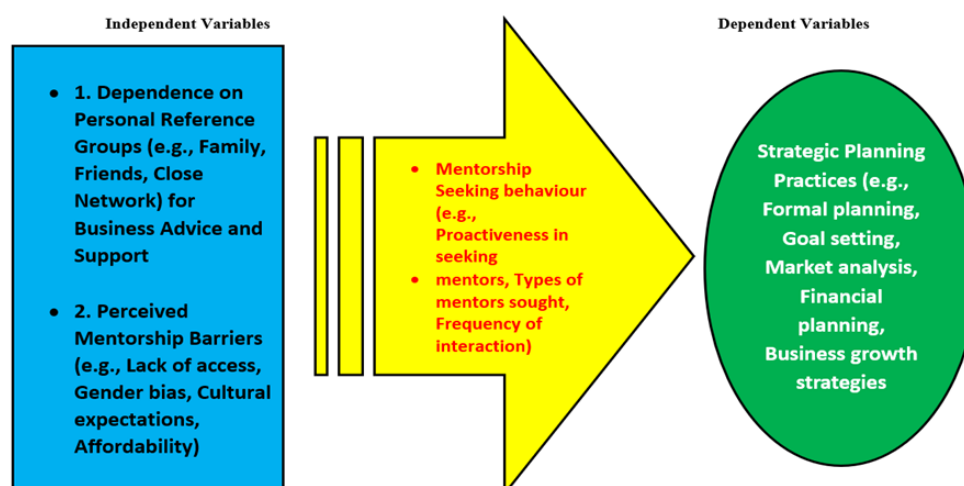 Independent Variables
Dependent Variables
• 1. Dependence on
Personal Reference
Groups (e.g., Family,
Friends, Close
Network) for
Business Advice and
Support
• 2. Perceived
Mentorship Barriers
(e.g., Lack of access,
Gender bias, Cultural
expectations,
Affordability)
• Mentorship
Seeking behaviour
(e.g.,
Proactiveness in
seeking
• mentors, Types of
mentors sought,
Frequency of
interaction)
Strategic Planning
Practices (e.g.,
Formal planning,
Goal setting,
Market analysis,
Financial
planning,
Business growth
strategies